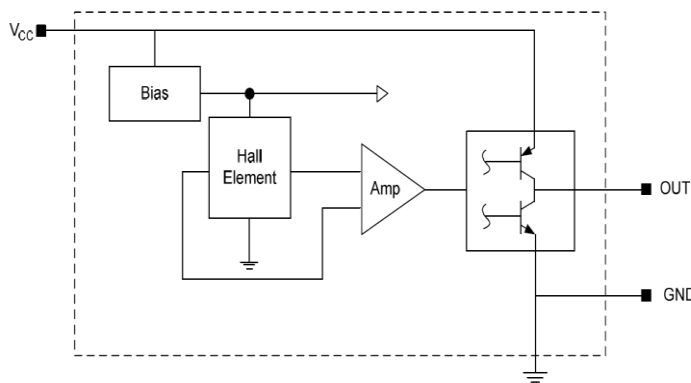 VCC
Bias
Hall
Element
Amp
OUT
GND